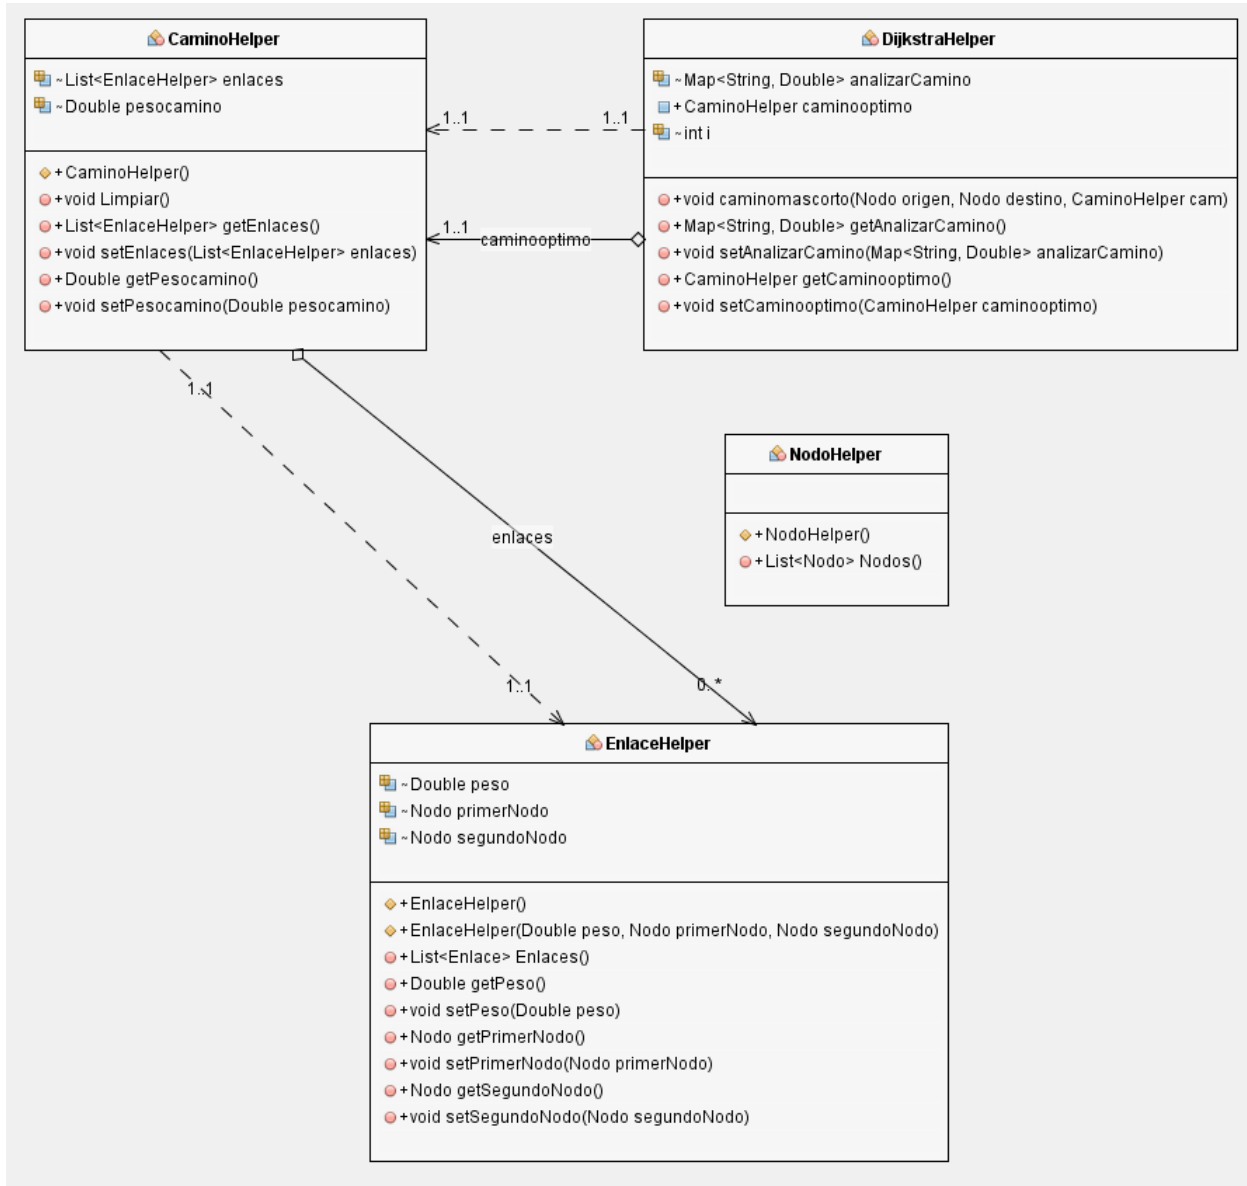 CaminoHelper
~List<EnlaceHelper> enlaces
~Double pesocamino
+CaminoHelper()
+void Limpiar()
+List<EnlaceHelper> getEnlaces()
+void setEnlaces(List<EnlaceHelper> enlaces)
+Double getPesocamino()
+void setPesocamino(Double pesocamino)
1..1
1..1
1..1
caminooptimo
DijkstraHelper
~Map<String, Double> analizarCamino
+CaminoHelper caminooptimo
~int i
+void caminomascorto(Nodo origen, Nodo destino, CaminoHelper cam)
+Map<String, Double> getAnalizarCamino()
+void setAnalizarCamino(Map<String, Double> analizarCamino)
+CaminoHelper getCaminooptimo()
+void setCaminooptimo(CaminoHelper caminooptimo)
1..1
enlaces
1..1
0..*
NodoHelper
+NodoHelper()
+List<Nodo> Nodos()
EnlaceHelper
~Double peso
~Nodo primerNodo
~Nodo segundoNodo
+EnlaceHelper()
+EnlaceHelper(Double peso, Nodo primerNodo, Nodo segundoNodo)
+List<Enlace> Enlaces()
+Double getPeso()
+void setPeso(Double peso)
+Nodo getPrimerNodo()
+void setPrimerNodo(Nodo primerNodo)
+Nodo getSegundoNodo()
+void setSegundoNodo(Nodo segundoNodo)